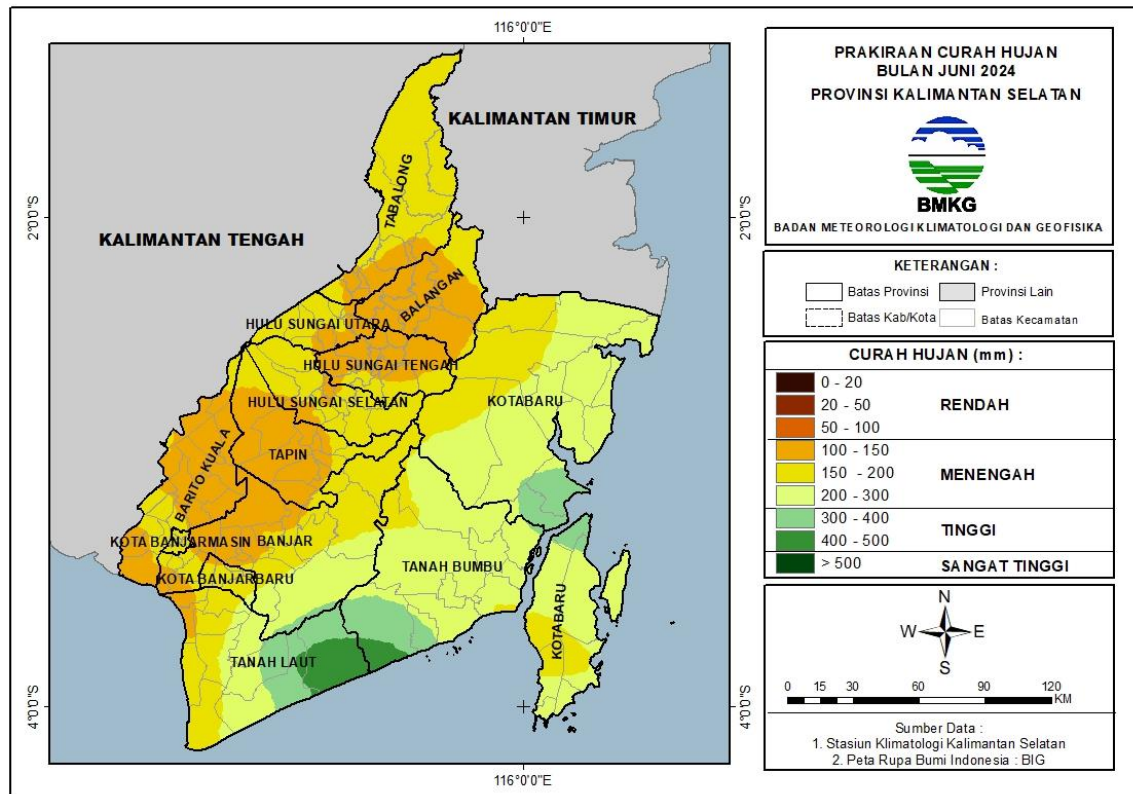 116°0'0"E
KALIMANTAN TIMUR
TABALONG
2°0'0"S
2°0'0"S
KALIMANTAN TENGAH
BALANGAN
HULU SUNGAI UTARA
HULU SUNGAI TENGAH
HULU SUNGAI SELATAN
KOTABARU
BARITO KUALA
TAPIN
KOTA BANJARMASIN
BANJAR
KOTA BANJARBARU
TANAH BUMBU
KOTABARU
TANAH LAUT
4°0'0"S
4°0'0"S
116°0'0"E
PRAKIRAAN CURAH HUJAN
BULAN JUNI 2024
PROVINSI KALIMANTAN SELATAN
BMKG
BADAN METEOROLOGI KLIMATOLOGI DAN GEOFISIKA
KETERANGAN :
Batas Provinsi Provinsi Lain
Batas Kab/Kota Batas Kecamatan
CURAH HUJAN (mm) :
0 - 20
20 - 50 RENDAH
50 - 100
100 - 150
150 - 200 MENENGAH
200 - 300
300 - 400 TINGGI
400 - 500
> 500 SANGAT TINGGI
N
W E
S
0 15 30 60 90 120
KM
Sumber Data :
1. Stasiun Klimatologi Kalimantan Selatan
2. Peta Rupa Bumi Indonesia : BIG